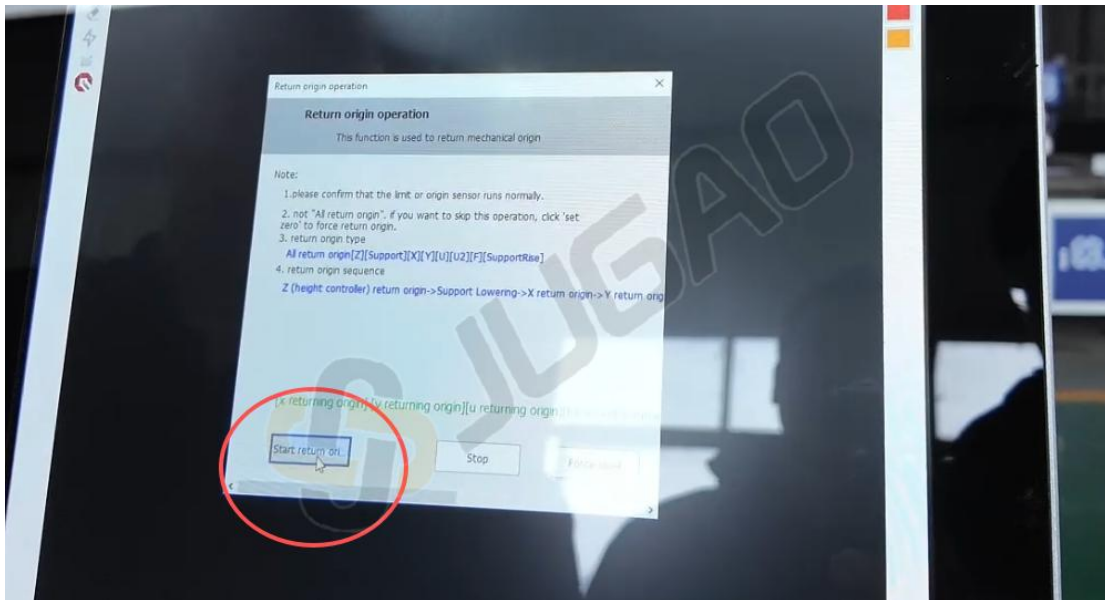 Return origin operation
Return origin operation
This function is used to return mechanical origin
Note:
1.please confirm that the limit or origin sensor runs normally.
2. not "All return origin", if you want to skip this operation, click 'set
zero' to force return origin.
3. return origin type
All return origin[Z][Support][X][Y][U][U2][F][SupportRise]
4. return origin sequence
Z (height controller) return origin->Support Lowering->X return origin->Y return orig
[x returning origin][y returning origin][u returning origin]
Start return ori...
Stop
JUGAO